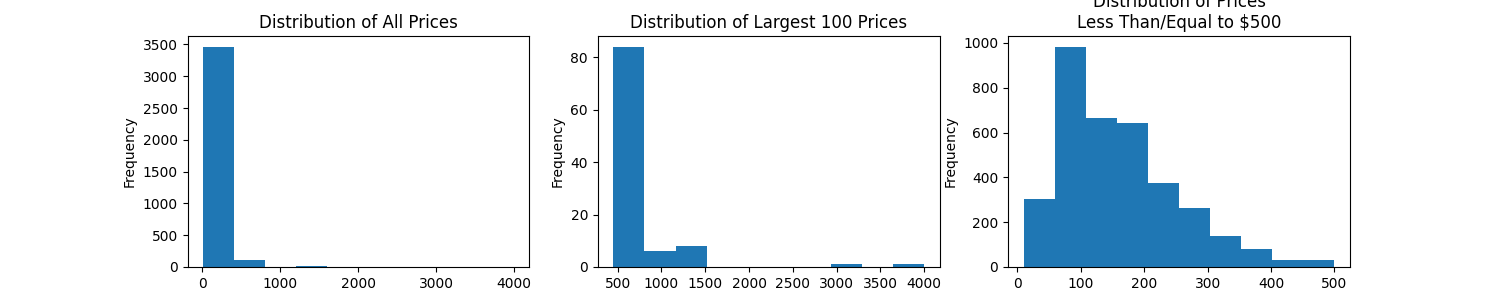 Distribution of All Prices
Frequency
3500
3000
2500
2000
1500
1000
500
0
0 1000 2000 3000 4000
Distribution of Largest 100 Prices
Frequency
80
60
40
20
0
500 1000 1500 2000 2500 3000 3500 4000
Distribution of Prices
Less Than/Equal to $500
Frequency
1000
800
600
400
200
0
0 100 200 300 400 500